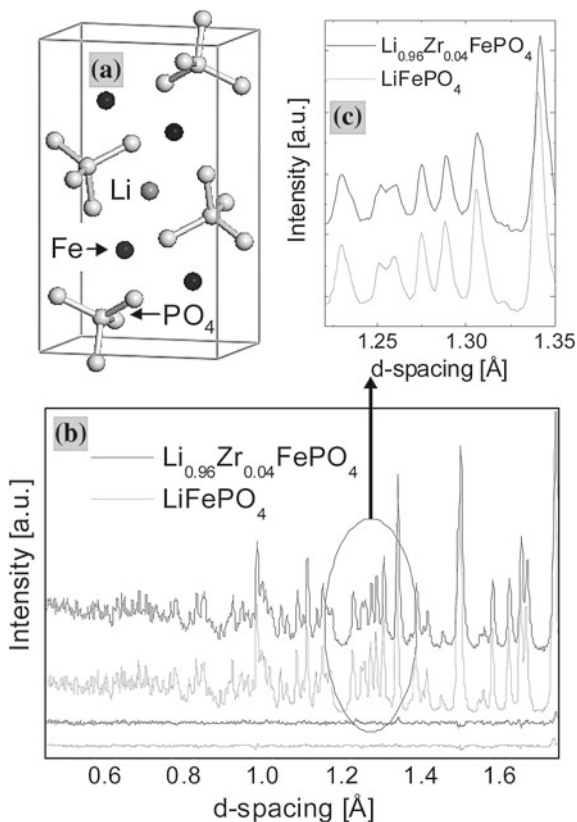 (a)
Li
Fe
PO4
(c)
Li0.96Zr0.04FePO4
LiFePO4
Intensity [a.u.]
1.25 1.30 1.35
d-spacing [Å]
(b)
Li0.96Zr0.04FePO4
LiFePO4
Intensity [a.u.]
0.6 0.8 1.0 1.2 1.4 1.6
d-spacing [Å]